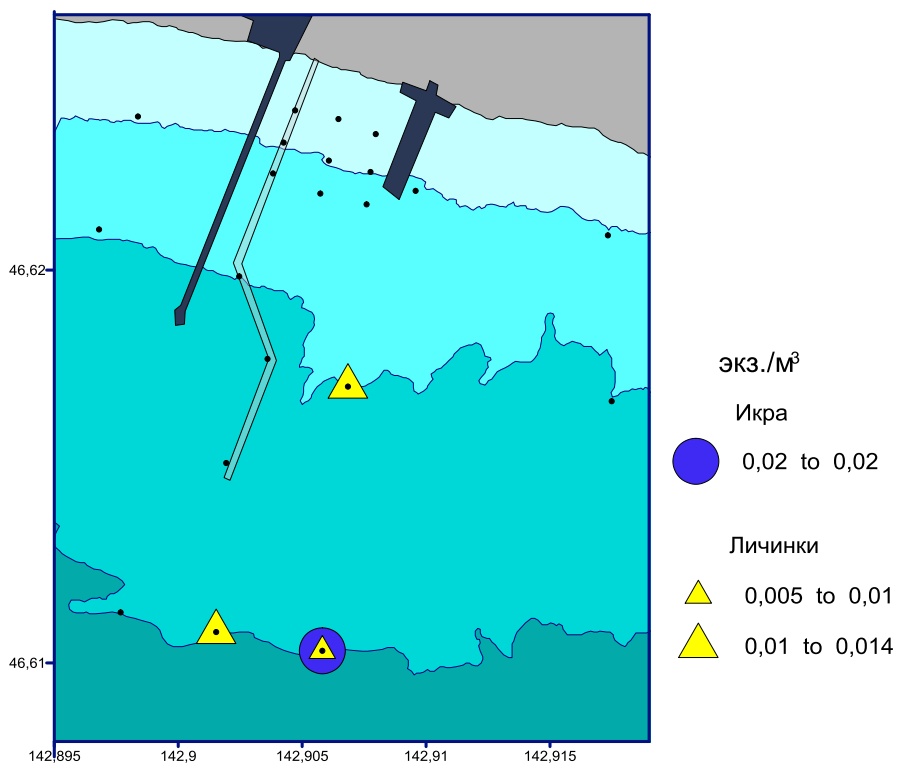 46,62
46,61
142,895
142,9
142,905
142,91
142,915
экз./м³
Икра
0,02 to 0,02
Личинки
0,005 to 0,01
0,01 to 0,014